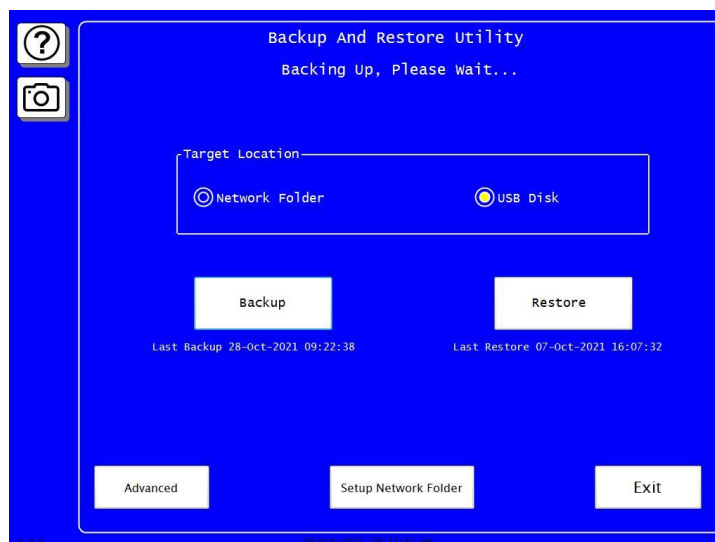 ?
Backup And Restore Utility
Backing Up, Please Wait...
Target Location
Network Folder
USB Disk
Backup
Restore
Last Backup 28-Oct-2021 09:22:38
Last Restore 07-Oct-2021 16:07:32
Advanced
Setup Network Folder
Exit